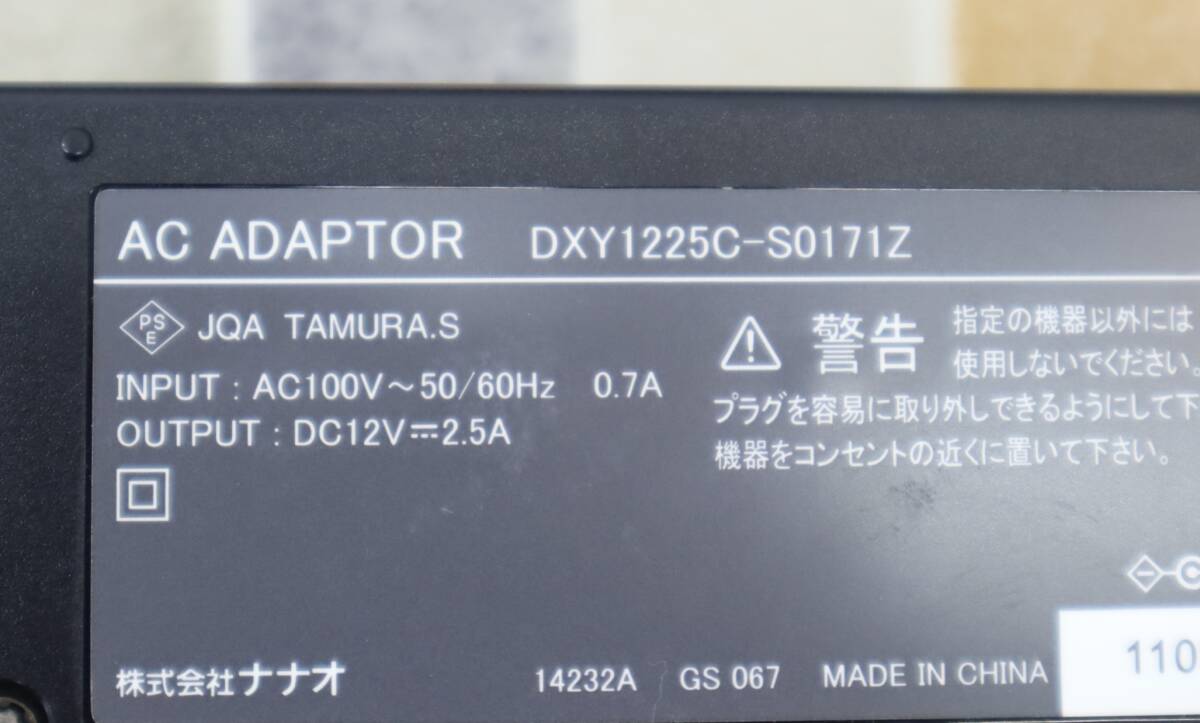 AC ADAPTOR DXY1225C-S0171Z
PS
E
JQA TAMURA.S
INPUT : AC100V～50/60Hz 0.7A
OUTPUT : DC12V⎓2.5A
警告
指定の機器以外には
使用しないでください。
プラグを容易に取り外しできるようにして下
機器をコンセントの近くに置いて下さい。
株式会社ナナオ
14232A GS 067 MADE IN CHINA
110